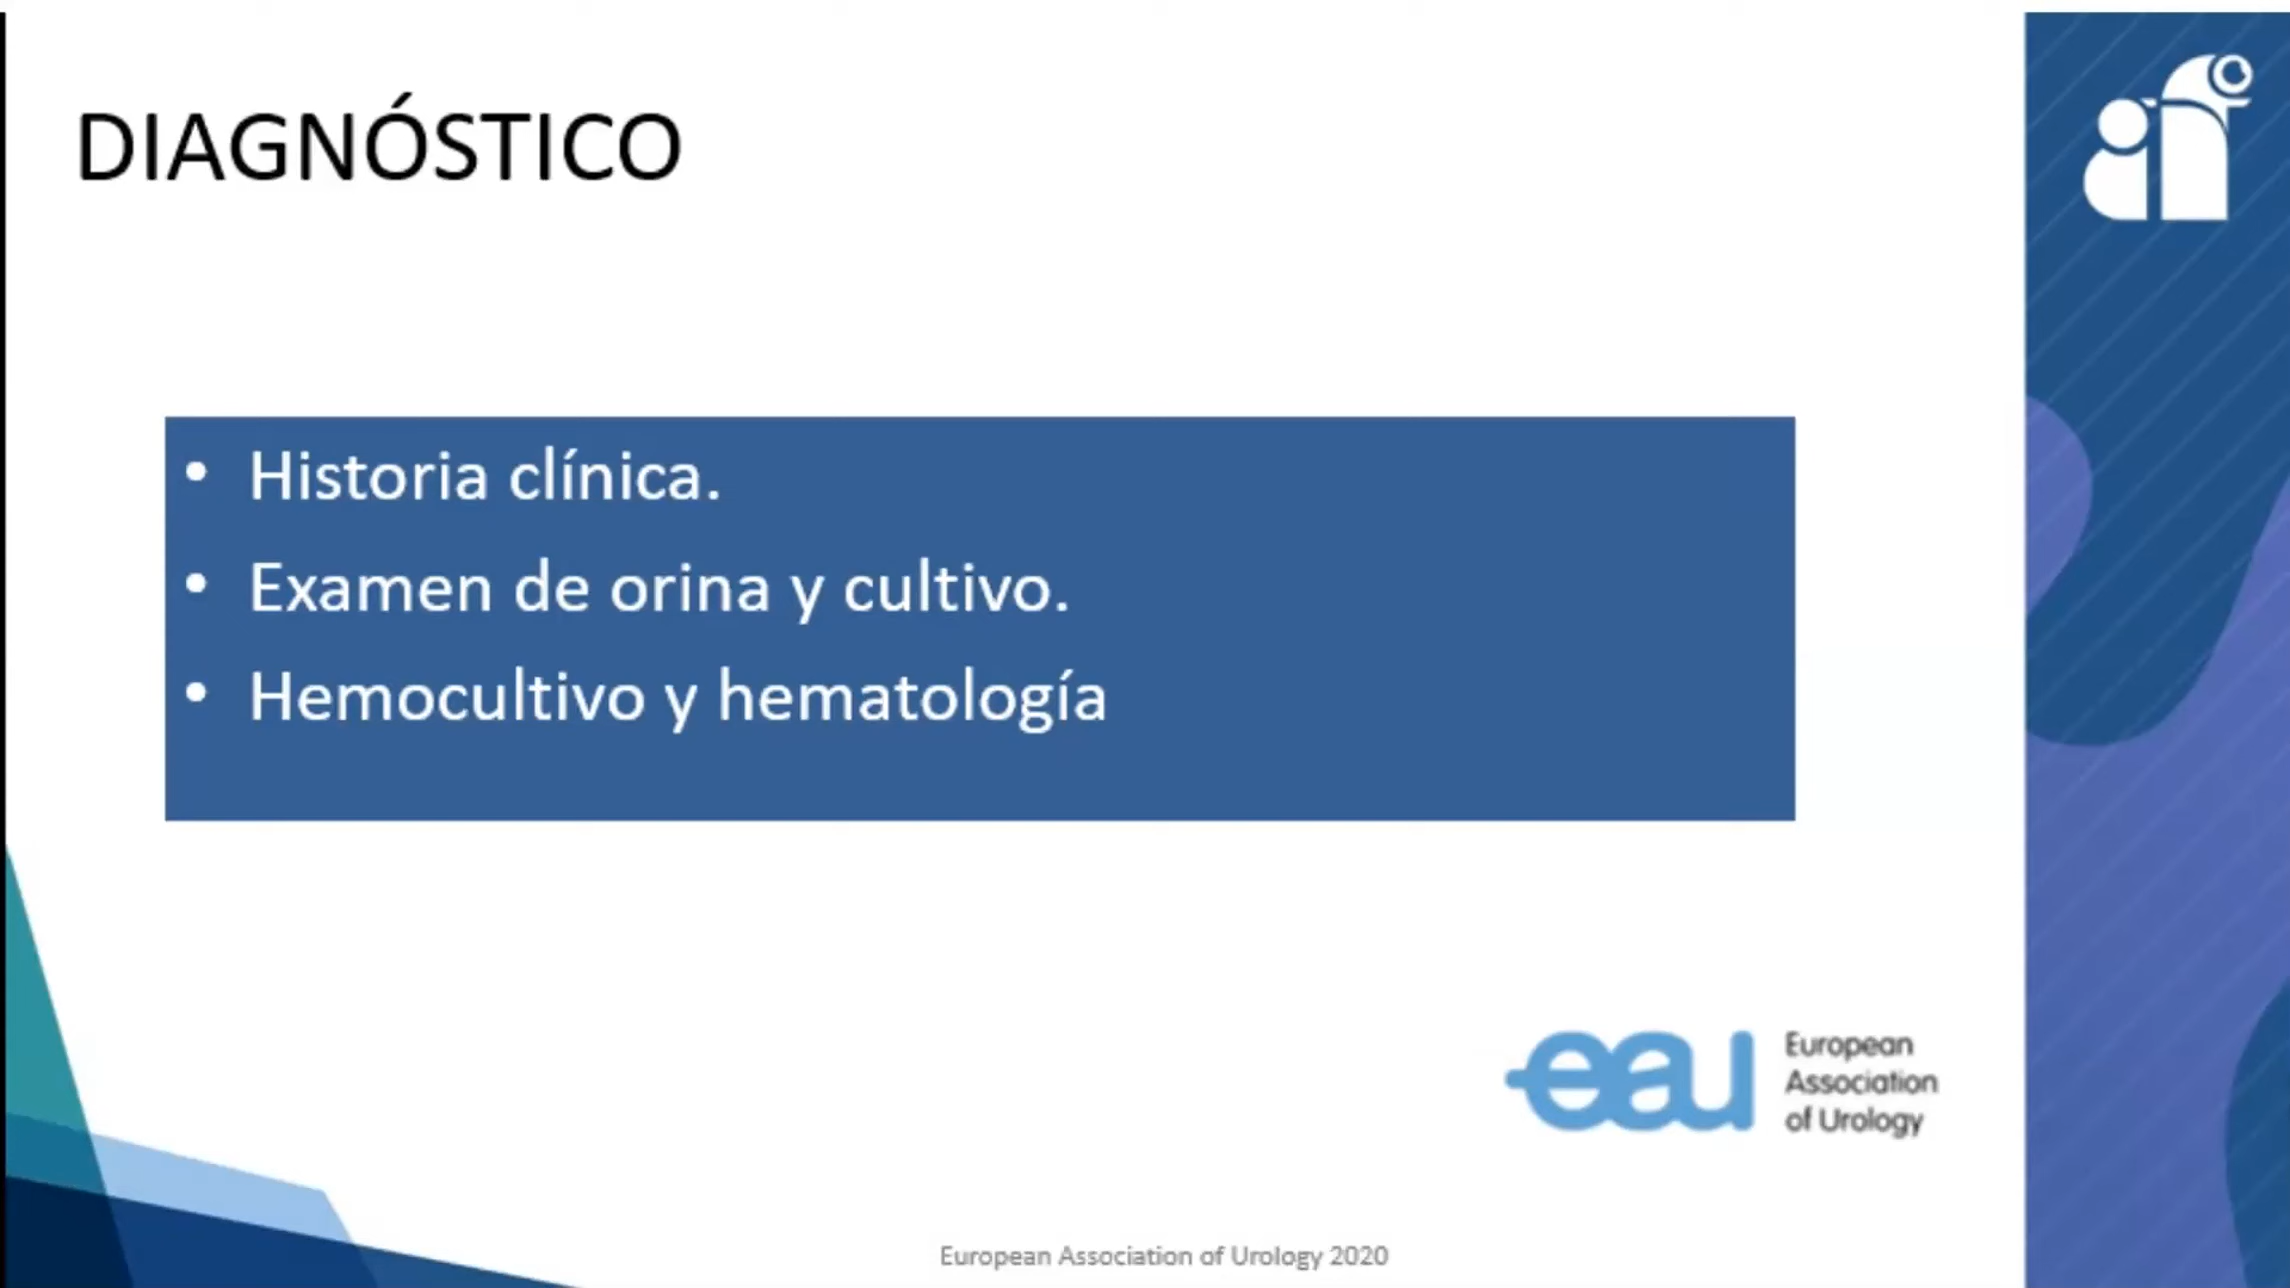 DIAGNÓSTICO
• Historia clínica.
• Examen de orina y cultivo.
• Hemocultivo y hematología
eau
European
Association
of Urology
European Association of Urology 2020